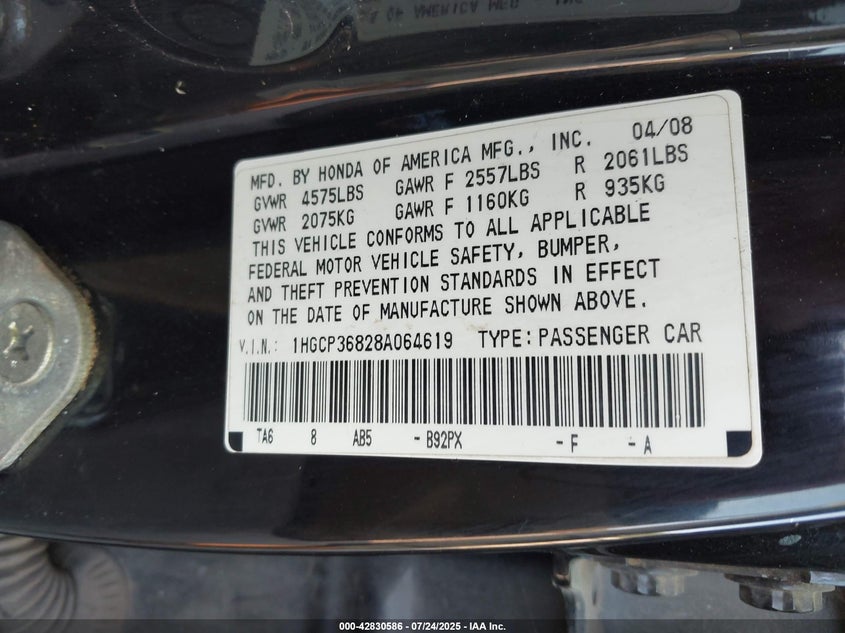 MFD. BY HONDA OF AMERICA MFG., INC. 04/08
GVWR 4575LBS GAWR F 2557LBS R 2061LBS
GVWR 2075KG GAWR F 1160KG R 935KG
THIS VEHICLE CONFORMS TO ALL APPLICABLE
FEDERAL MOTOR VEHICLE SAFETY, BUMPER,
AND THEFT PREVENTION STANDARDS IN EFFECT
ON THE DATE OF MANUFACTURE SHOWN ABOVE.
V.I.N.: 1HGCP36828A064619 TYPE: PASSENGER CAR
TA6 8 AB5 - B92PX - F - A
000-42830586 - 07/24/2025 - IAA Inc.